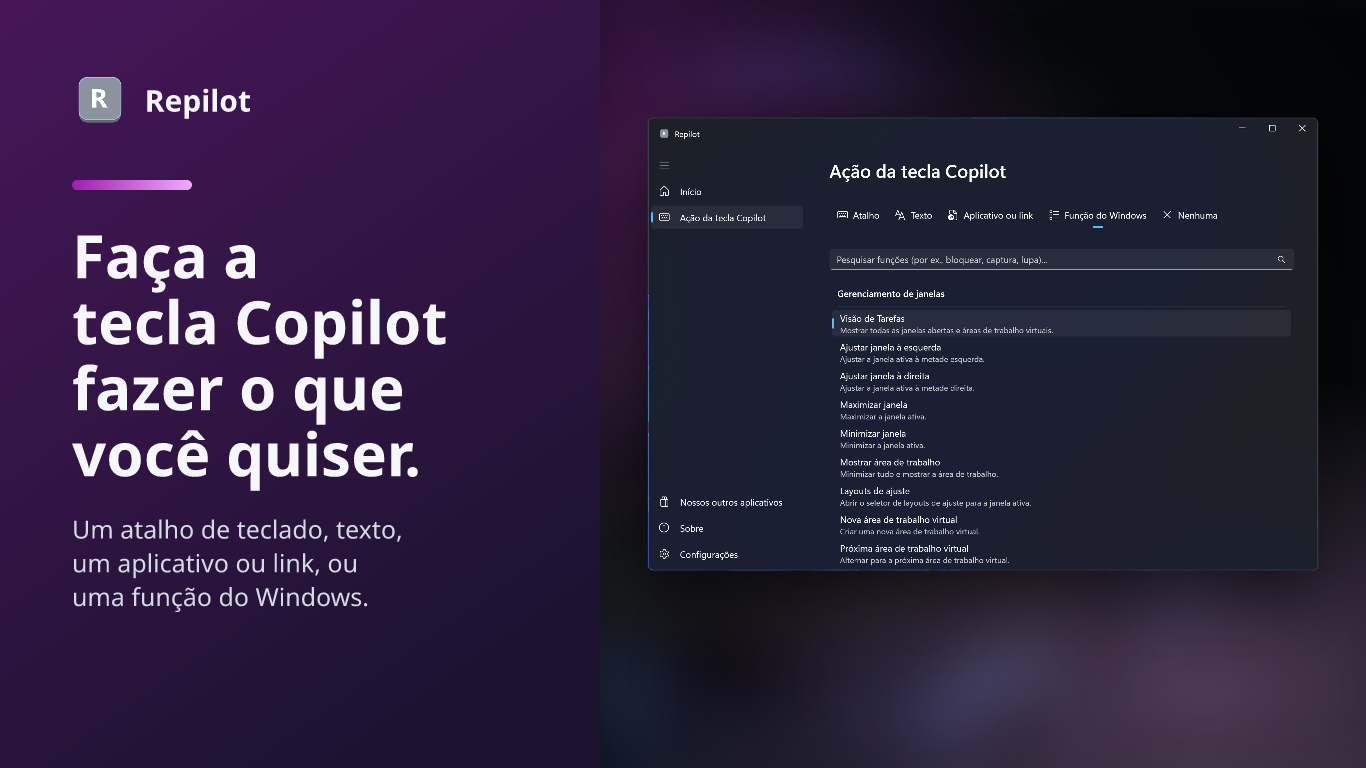 R
Repilot
Faça a
tecla Copilot
fazer o que
você quiser.
Um atalho de teclado, texto,
um aplicativo ou link, ou
uma função do Windows.
Repilot
Início
Ação da tecla Copilot
Nossos outros aplicativos
Sobre
Configurações
Ação da tecla Copilot
Atalho
Texto
Aplicativo ou link
Função do Windows
Nenhuma
Pesquisar funções (por ex., bloquear, captura, lupa)...
Gerenciamento de janelas
Visão de Tarefas
Mostrar todas as janelas abertas e áreas de trabalho virtuais.
Ajustar janela à esquerda
Ajustar a janela ativa à metade esquerda.
Ajustar janela à direita
Ajustar a janela ativa à metade direita.
Maximizar janela
Maximizar a janela ativa.
Minimizar janela
Minimizar a janela ativa.
Mostrar área de trabalho
Minimizar tudo e mostrar a área de trabalho.
Layouts de ajuste
Abrir o seletor de layouts de ajuste para a janela ativa.
Nova área de trabalho virtual
Criar uma nova área de trabalho virtual.
Próxima área de trabalho virtual
Alternar para a próxima área de trabalho virtual.